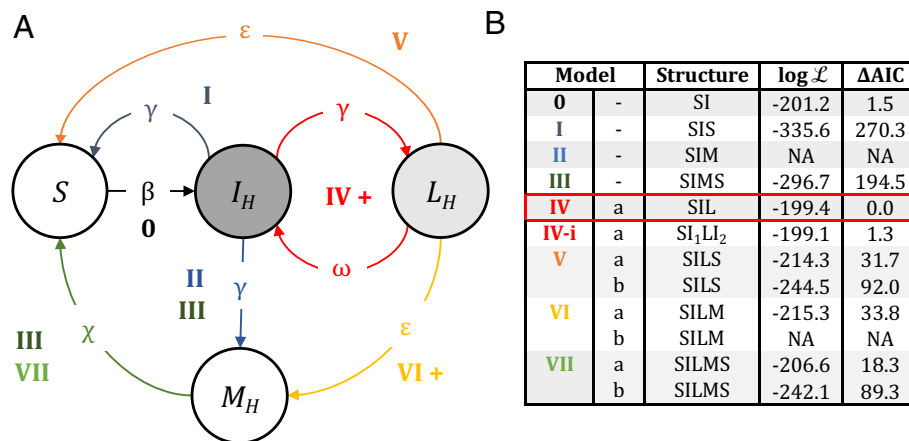 A
B
ε
V
I
γ
γ
S
β
0
I_H
IV +
L_H
ω
II
III
γ
III
VII
χ
ε
VI +
M_H
Model Structure log ℒ ΔAIC
0 - SI -201.2 1.5
I - SIS -335.6 270.3
II - SIM NA NA
III - SIMS -296.7 194.5
IV a SIL -199.4 0.0
IV-i a SI₁LI₂ -199.1 1.3
V a SILS -214.3 31.7
b SILS -244.5 92.0
VI a SILM -215.3 33.8
b SILM NA NA
VII a SILMS -206.6 18.3
b SILMS -242.1 89.3